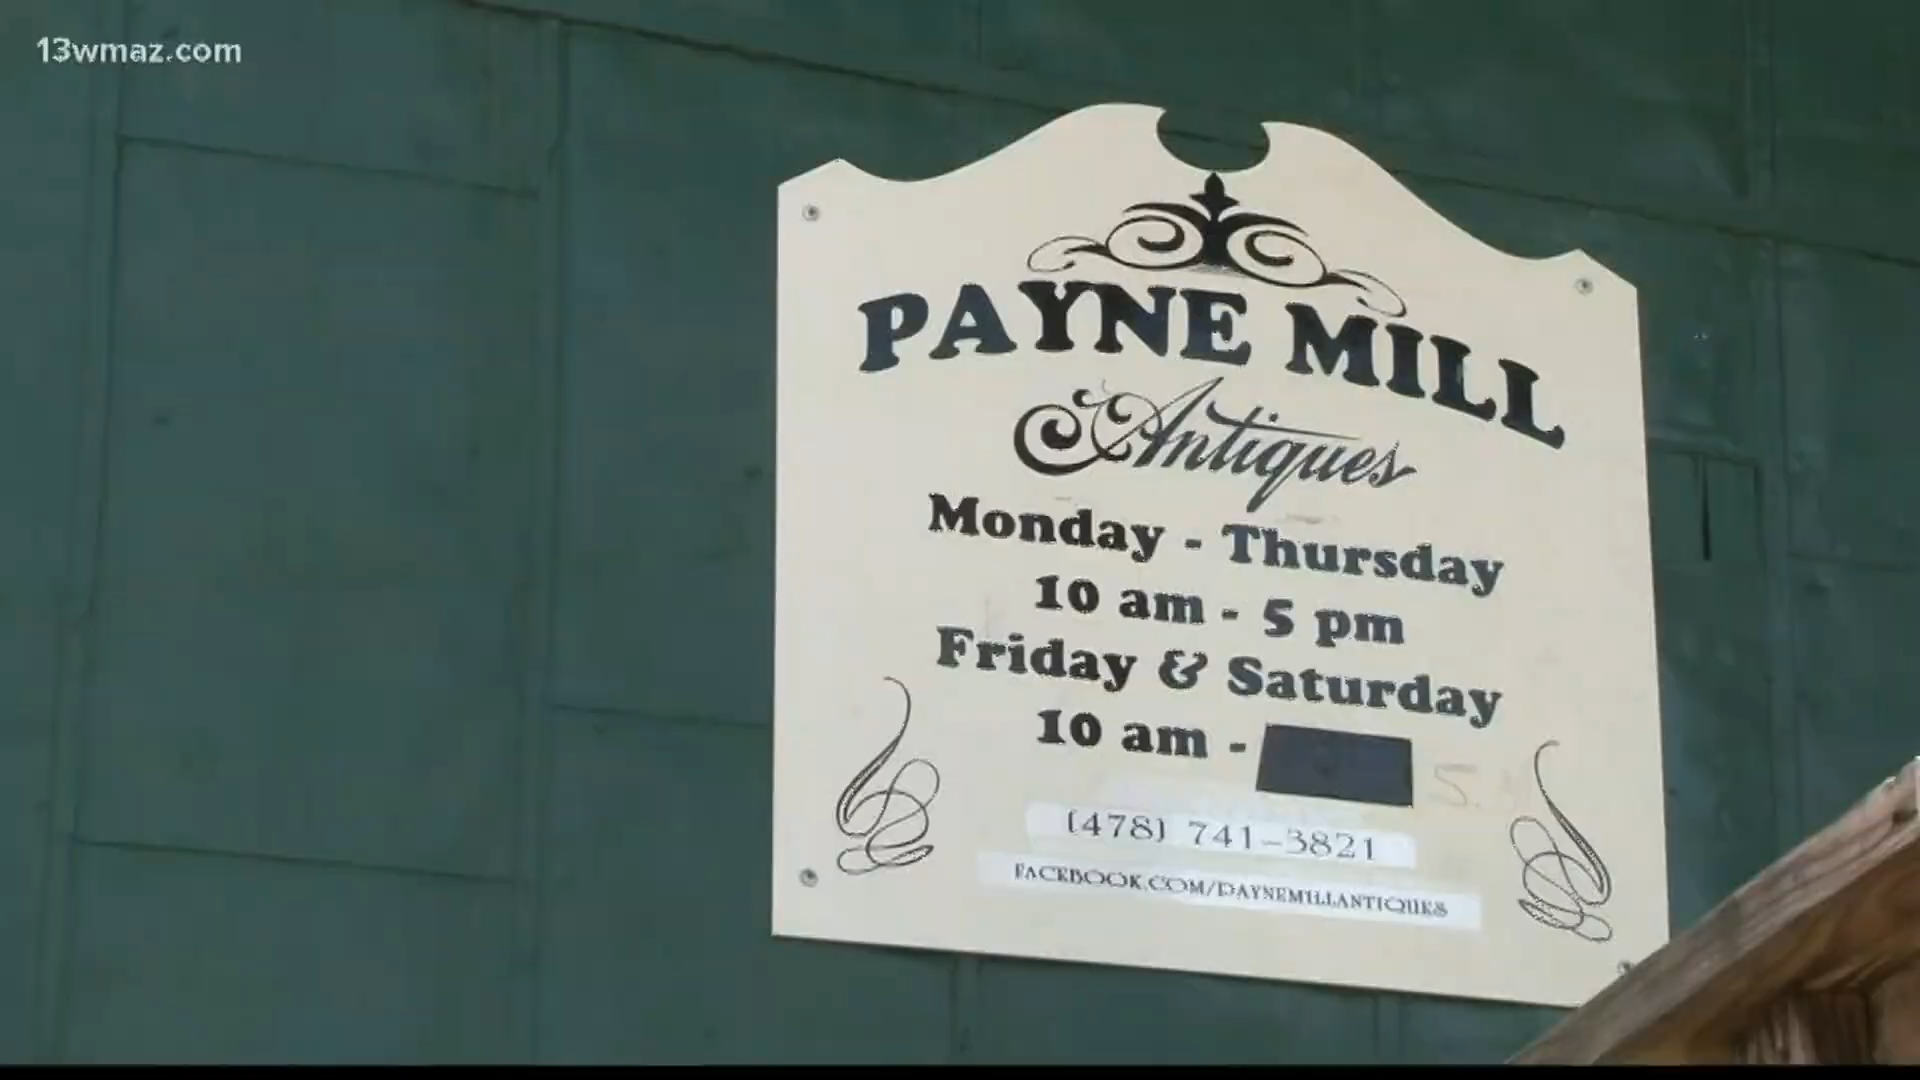 13wmaz.com
PAYNE MILL
Antiques
Monday - Thursday
10 am - 5 pm
Friday & Saturday
10 am -
(478) 741-3821
FACEBOOK.COM/PAYNEMILLANTIQUES